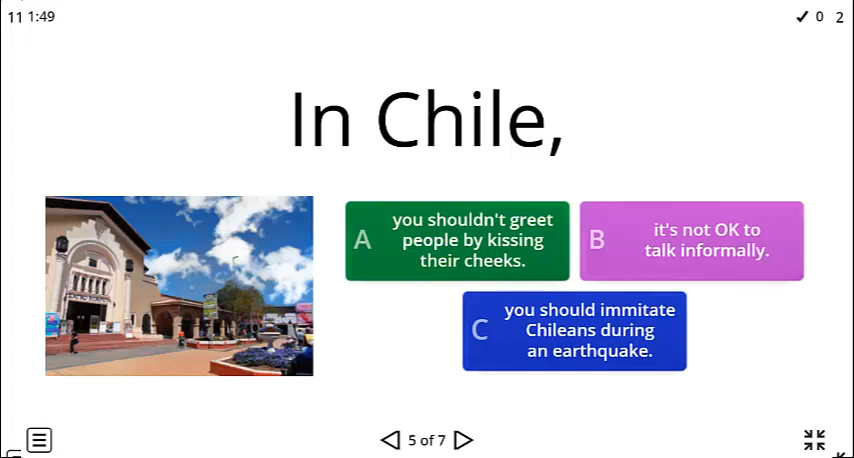 11 1:49
✓ 0 2
In Chile,
A
you shouldn't greet
people by kissing
their cheeks.
B
it's not OK to
talk informally.
C
you should immitate
Chileans during
an earthquake.
5 of 7